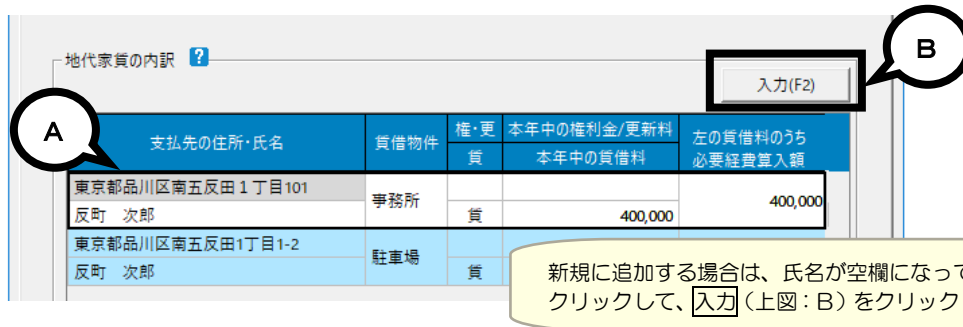 地代家賃の内訳 ?
B
入力(F2)
A
支払先の住所・氏名 賃借物件 権・更 本年中の権利金/更新料 左の賃借料のうち
賃 本年中の賃借料 必要経費算入額
東京都品川区南五反田１丁目101 事務所 400,000
反町 次郎 賃 400,000
東京都品川区南五反田1丁目1-2 駐車場
反町 次郎 賃
新規に追加する場合は、氏名が空欄になって
クリックして、入力（上図：B）をクリック